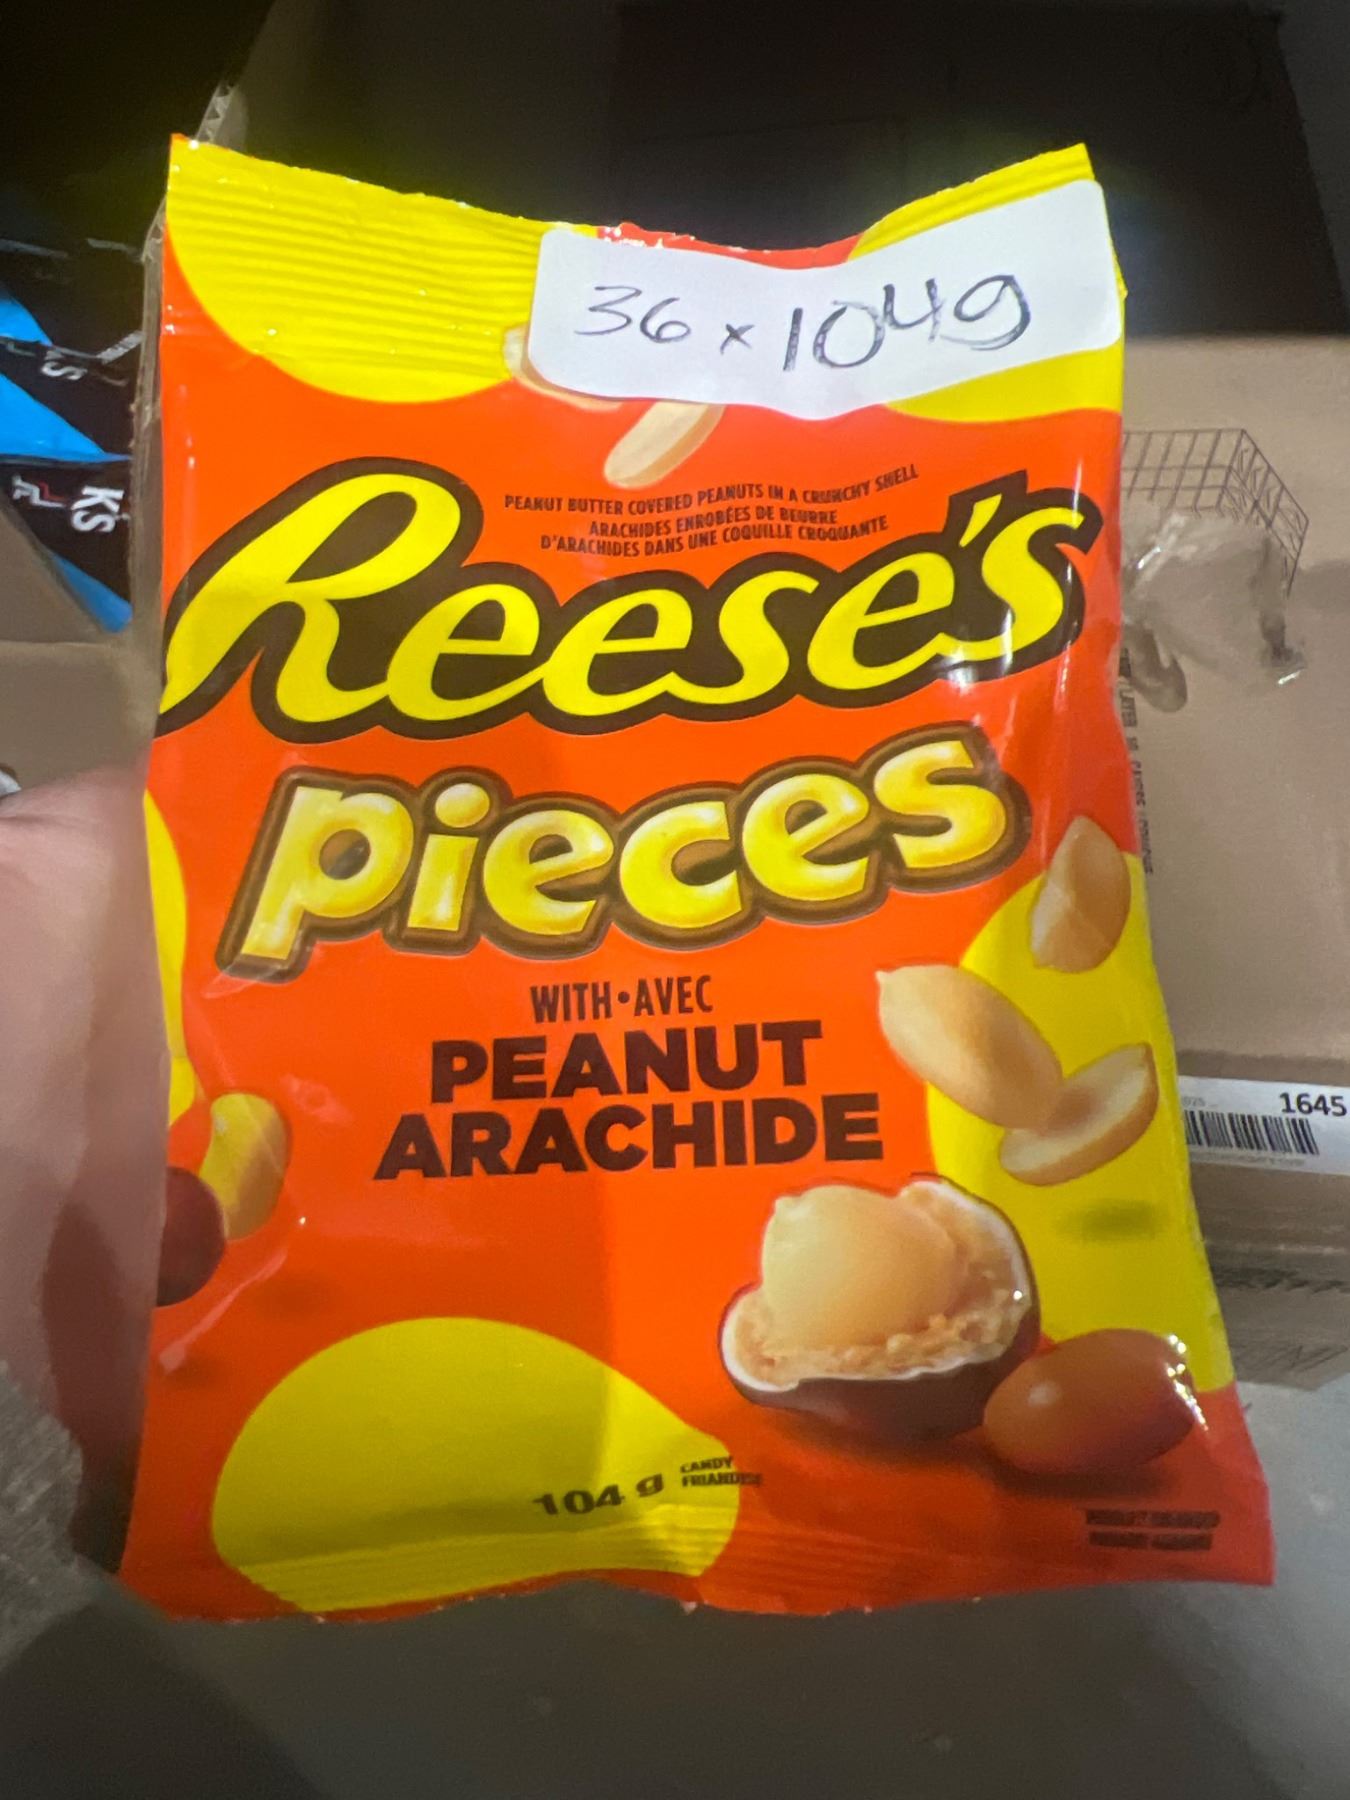 36 x 104g
PEANUT BUTTER COVERED PEANUTS IN A CRUNCHY SHELL
ARACHIDES ENROBÉES DE BEURRE
D'ARACHIDES DANS UNE COQUILLE CROQUANTE
Reese's
pieces
WITH•AVEC
PEANUT
ARACHIDE
104 g
CANDY
FRIANDISE
1645
KS